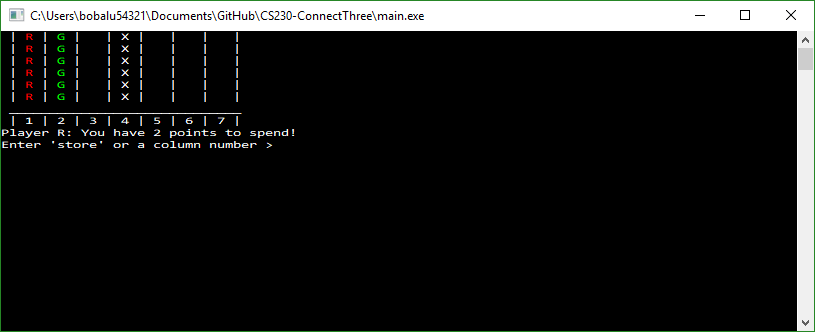 C:\Users\bobalu54321\Documents\GitHub\CS230-ConnectThree\main.exe
| R | G |   | X |   |   |   |
| R | G |   | X |   |   |   |
| R | G |   | X |   |   |   |
| R | G |   | X |   |   |   |
| R | G |   | X |   |   |   |
| R | G |   | X |   |   |   |
_____________________________
| 1 | 2 | 3 | 4 | 5 | 6 | 7 |
Player R: You have 2 points to spend!
Enter 'store' or a column number >